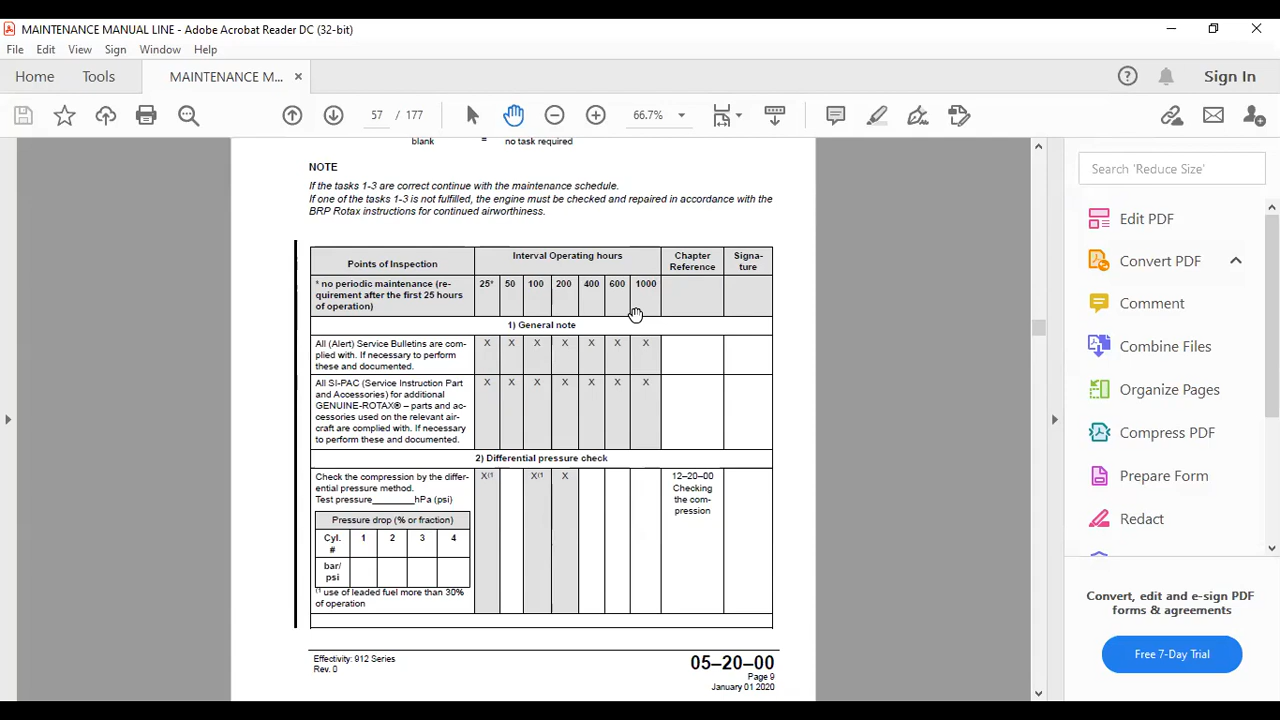 MAINTENANCE MANUAL LINE - Adobe Acrobat Reader DC (32-bit)
File Edit View Sign Window Help
Home Tools MAINTENANCE M... × Sign In
57 / 177 66.7%
blank = no task required
NOTE
If the tasks 1-3 are correct continue with the maintenance schedule.
If one of the tasks 1-3 is not fulfilled, the engine must be checked and repaired in accordance with the
BRP Rotax instructions for continued airworthiness.
Points of Inspection Interval Operating hours Chapter Reference Signa-ture
* no periodic maintenance (re-
quirement after the first 25 hours
of operation)
25* 50 100 200 400 600 1000
1) General note
All (Alert) Service Bulletins are com-
plied with. If necessary to perform
these and documented.
X X X X X X X
All SI-PAC (Service Instruction Part
and Accessories) for additional
GENUINE-ROTAX® – parts and ac-
cessories used on the relevant air-
craft are complied with. If necessary
to perform these and documented.
X X X X X X X
2) Differential pressure check
Check the compression by the differ-
ential pressure method.
Test pressure________hPa (psi)
X(1 X(1 X
12–20–00
Checking
the com-
pression
Pressure drop (% or fraction)
Cyl. # 1 2 3 4
bar/
psi
(1 use of leaded fuel more than 30%
of operation
Effectivity: 912 Series
Rev. 0
05–20–00
Page 9
January 01 2020
Search 'Reduce Size'
Edit PDF
Convert PDF
Comment
Combine Files
Organize Pages
Compress PDF
Prepare Form
Redact
Convert, edit and e-sign PDF
forms & agreements
Free 7-Day Trial